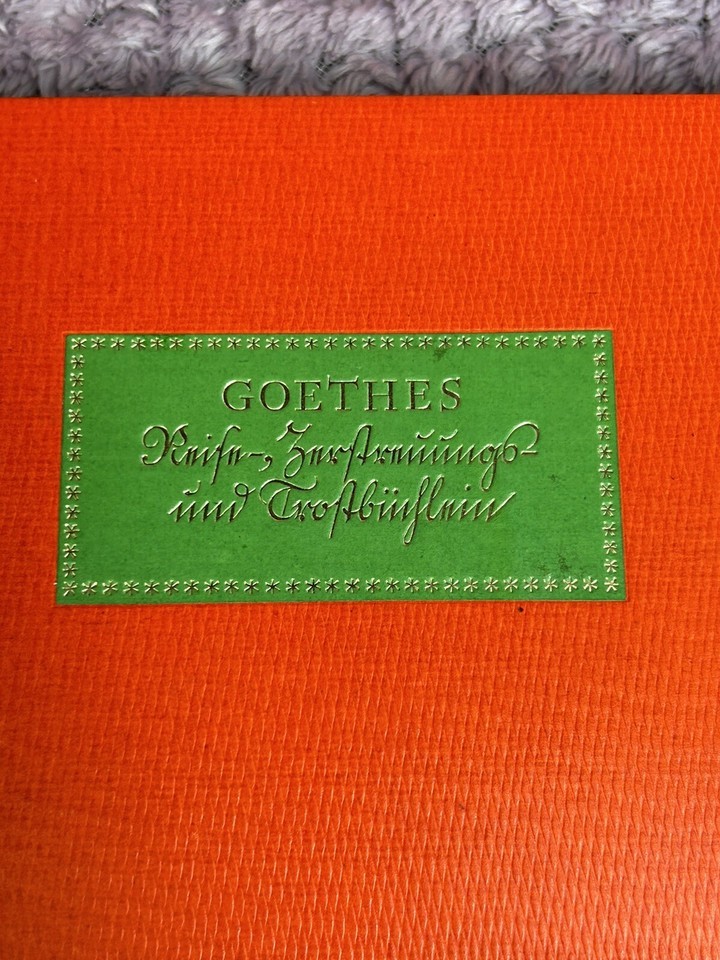 GOETHES
Reise-, Zerstreuungs-
und Trostbüchlein